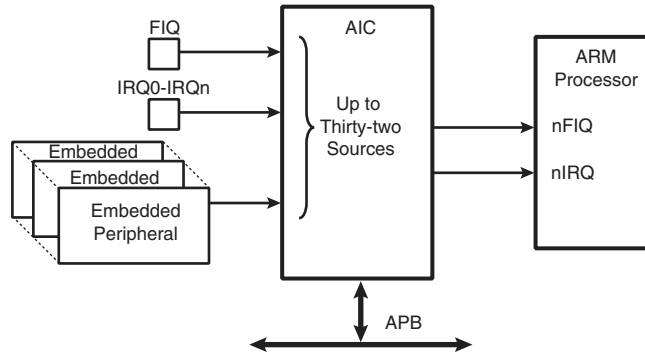 FIQ
IRQ0-IRQn
Embedded
Embedded
Embedded
Peripheral
AIC
Up to
Thirty-two
Sources
ARM
Processor
nFIQ
nIRQ
APB